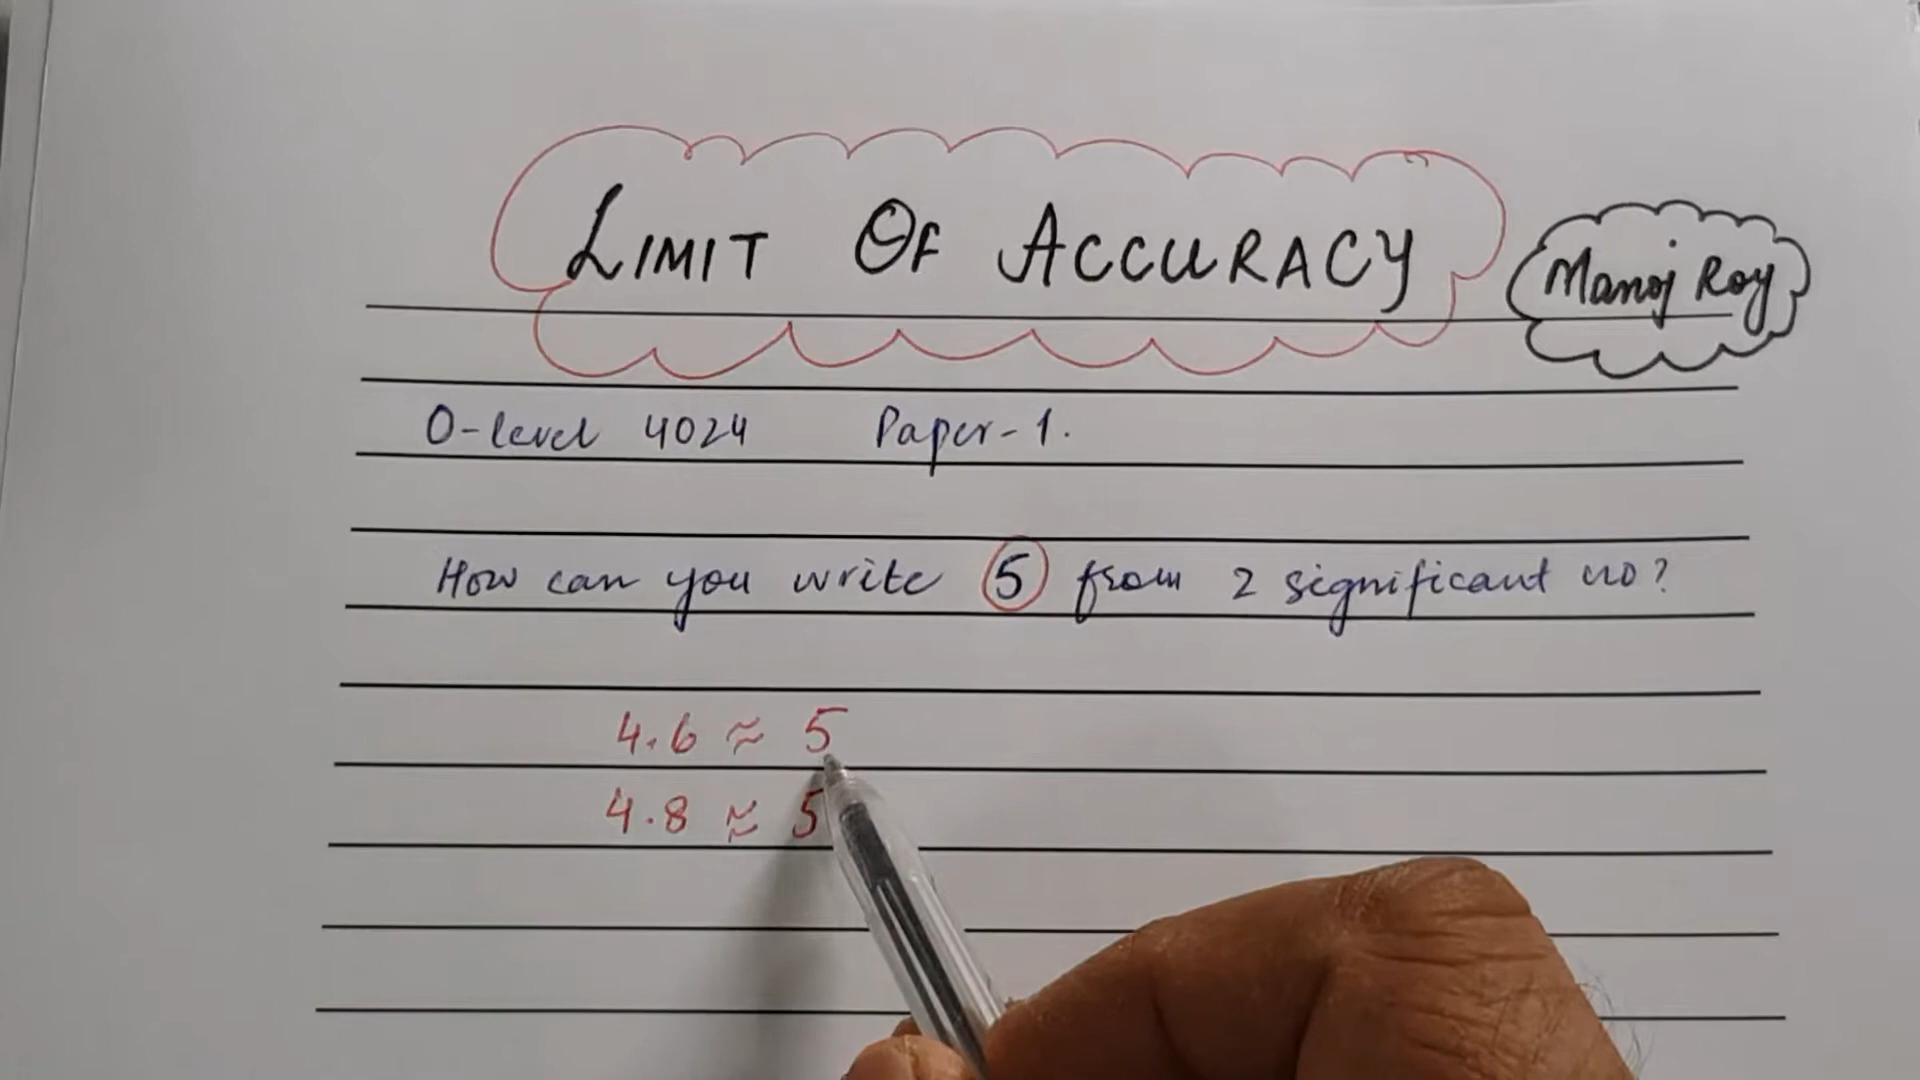 LIMIT OF ACCURACY
Manoj Roy
O-level 4024 Paper-1.
How can you write 5 from 2 significant no?
4.6 ≈ 5
4.8 ≈ 5